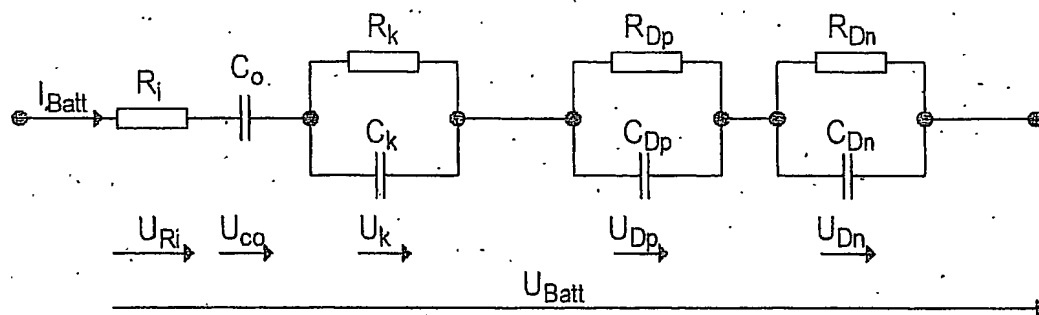 R_k R_Dp R_Dn
I_Batt R_i C_o
C_k C_Dp C_Dn
U_Ri U_co U_k U_Dp U_Dn
U_Batt